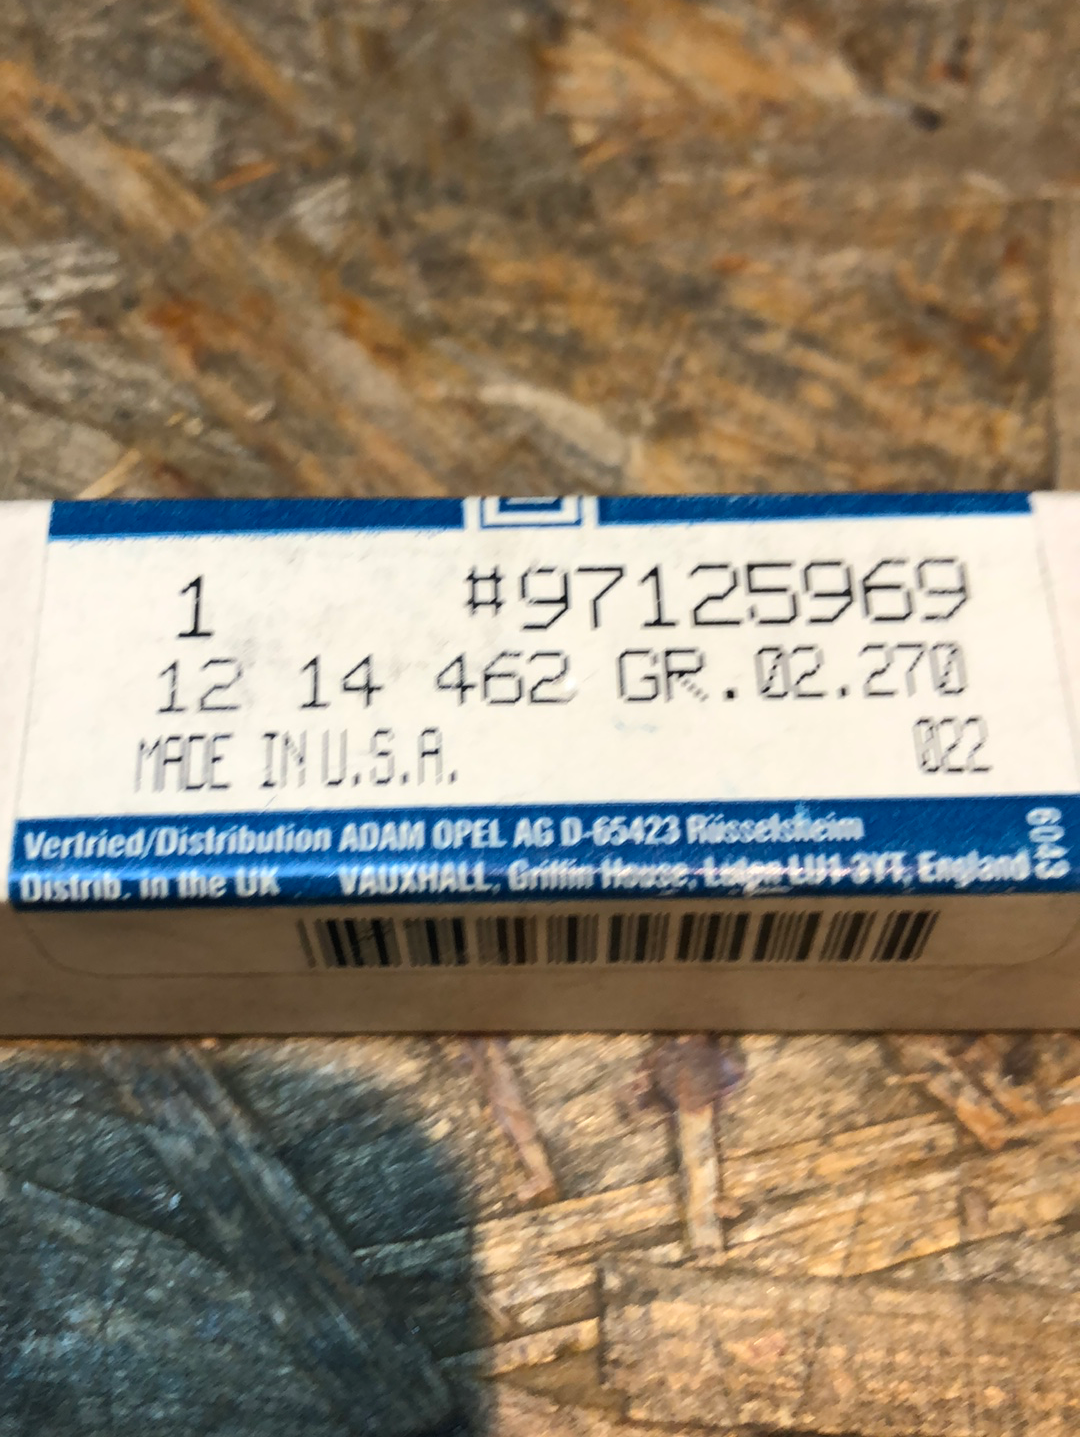 1 #97125969
12 14 462 GR.02.270
MADE IN U.S.A. 022
Vertried/Distribution ADAM OPEL AG D-65423 Rüsselsheim
Distrib. in the UK VAUXHALL, Griffin House, Luton LU1 3YT, England
6043